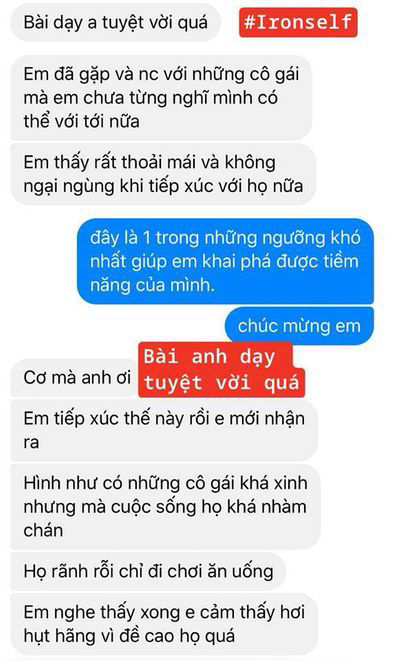 Bài dạy a tuyệt vời quá
#Ironself
Em đã gặp và nc với những cô gái
mà em chưa từng nghĩ mình có
thể với tới nữa
Em thấy rất thoải mái và không
ngại ngùng khi tiếp xúc với họ nữa
đây là 1 trong những ngưỡng khó
nhất giúp em khai phá được tiềm
năng của mình.
chúc mừng em
Bài anh dạy
tuyệt vời quá
Cơ mà anh ơi
Em tiếp xúc thế này rồi e mới nhận
ra
Hình như có những cô gái khá xinh
nhưng mà cuộc sống họ khá nhàm
chán
Họ rãnh rỗi chỉ đi chơi ăn uống
Em nghe thấy xong e cảm thấy hơi
hụt hãng vì đề cao họ quá